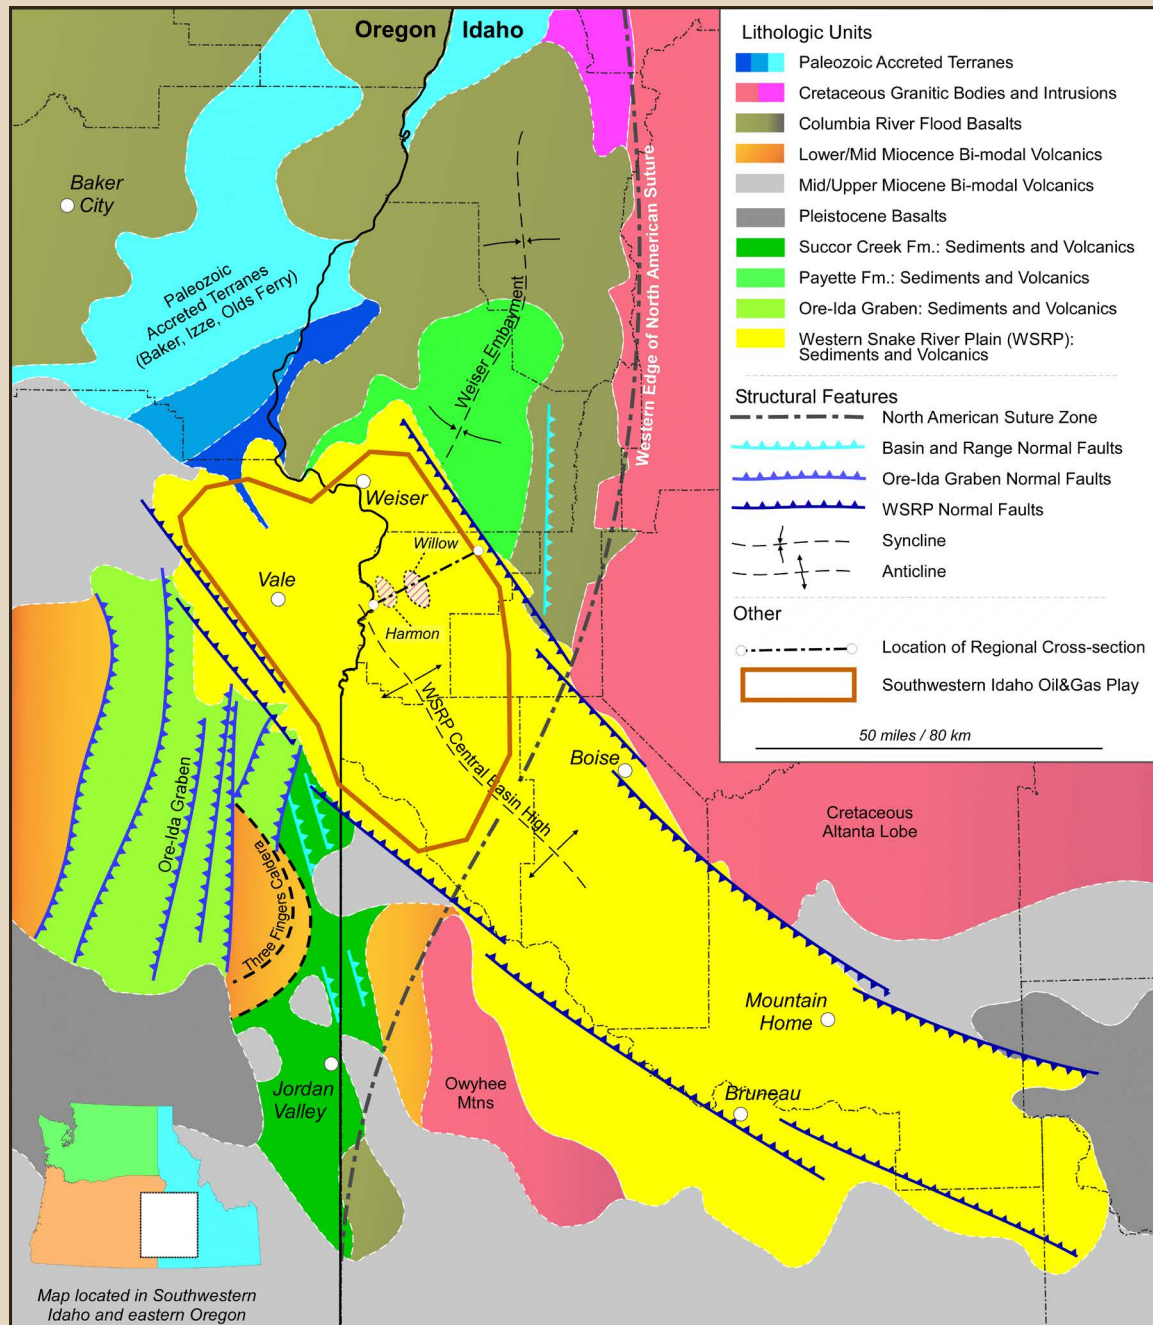 Oregon Idaho
Baker
City
Paleozoic
Accreted Terranes
(Baker, Izze, Olds Ferry)
Weiser Embayment
Western Edge of North American Suture
Weiser
Willow
Vale
Harmon
WSRP Central Basin High
Boise
Ore-Ida Graben
Three Fingers Caldera
Cretaceous
Altanta Lobe
Mountain
Home
Owyhee
Mtns
Bruneau
Jordan
Valley
Map located in Southwestern
Idaho and eastern Oregon
Lithologic Units
Paleozoic Accreted Terranes
Cretaceous Granitic Bodies and Intrusions
Columbia River Flood Basalts
Lower/Mid Miocence Bi-modal Volcanics
Mid/Upper Miocene Bi-modal Volcanics
Pleistocene Basalts
Succor Creek Fm.: Sediments and Volcanics
Payette Fm.: Sediments and Volcanics
Ore-Ida Graben: Sediments and Volcanics
Western Snake River Plain (WSRP):
Sediments and Volcanics
Structural Features
North American Suture Zone
Basin and Range Normal Faults
Ore-Ida Graben Normal Faults
WSRP Normal Faults
Syncline
Anticline
Other
Location of Regional Cross-section
Southwestern Idaho Oil&Gas Play
50 miles / 80 km